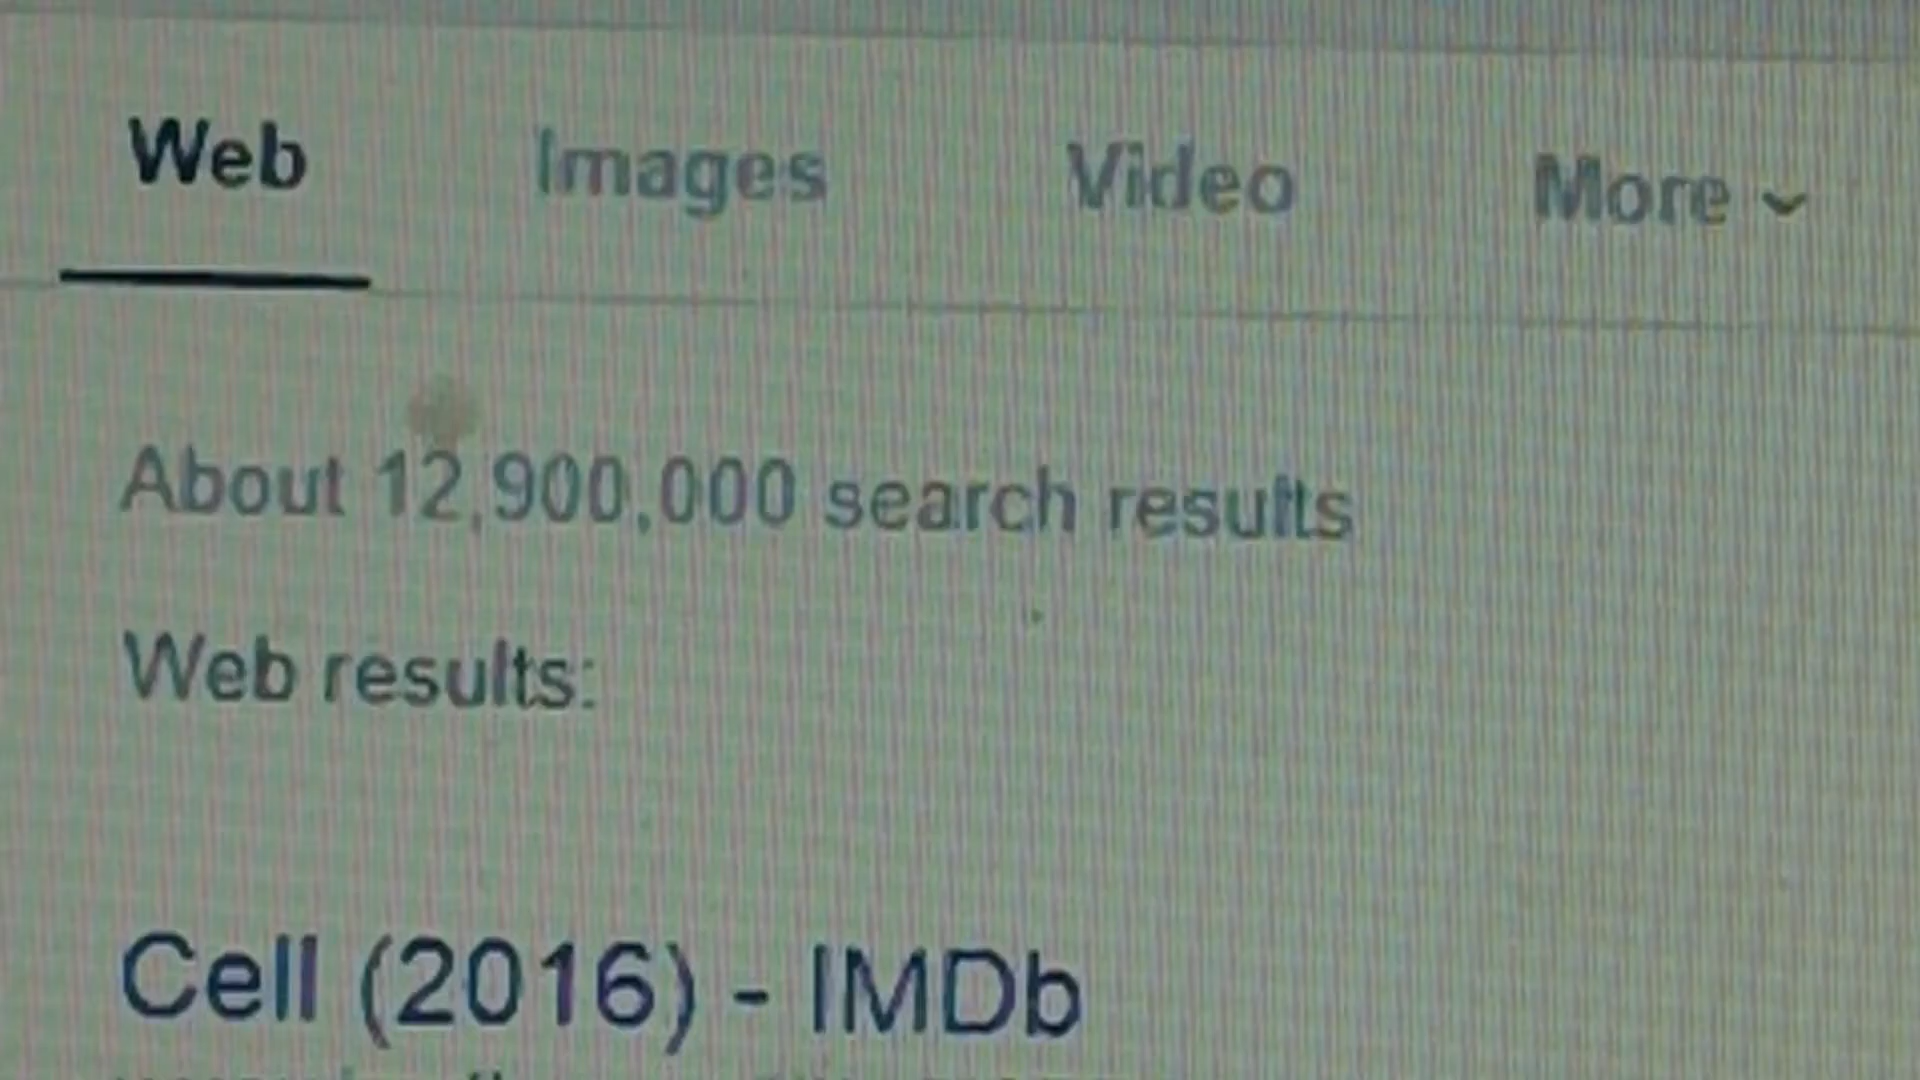 Web Images Video More
About 12,900,000 search results
Web results:
Cell (2016) - IMDb